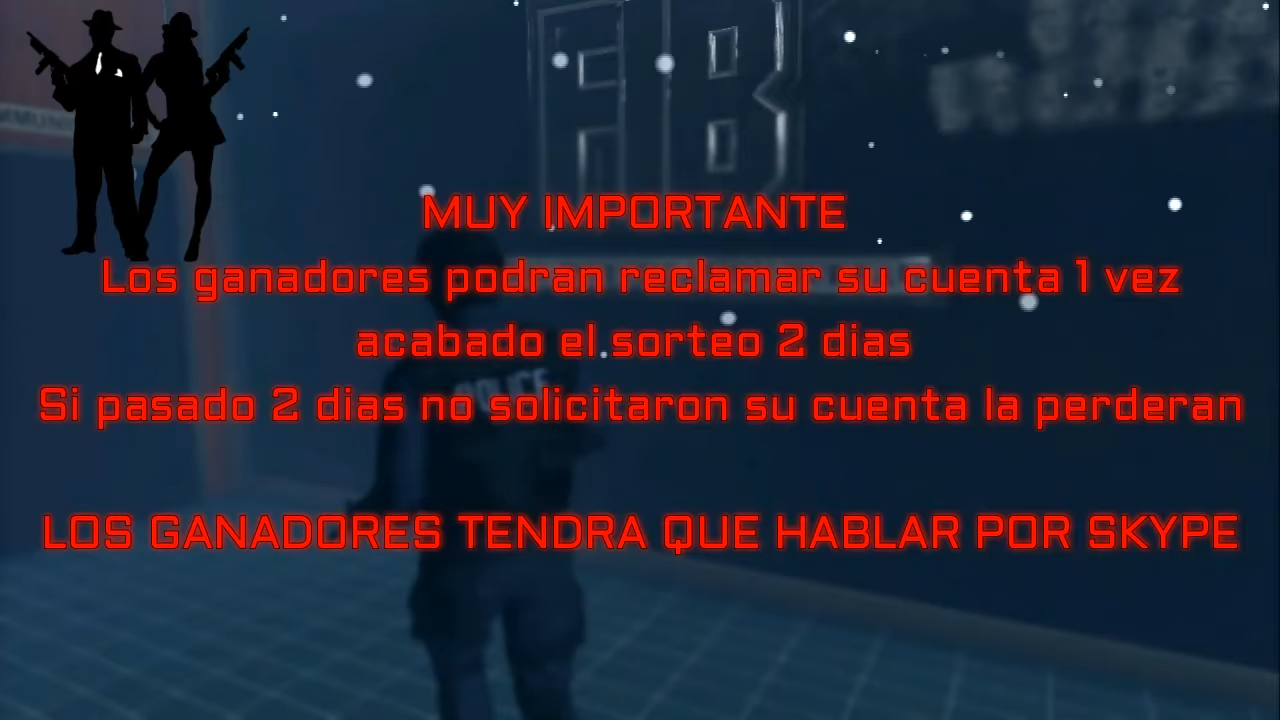 MUY IMPORTANTE
Los ganadores podran reclamar su cuenta 1 vez
acabado el sorteo 2 dias
POLICE
Si pasado 2 dias no solicitaron su cuenta la perderan
LOS GANADORES TENDRA QUE HABLAR POR SKYPE